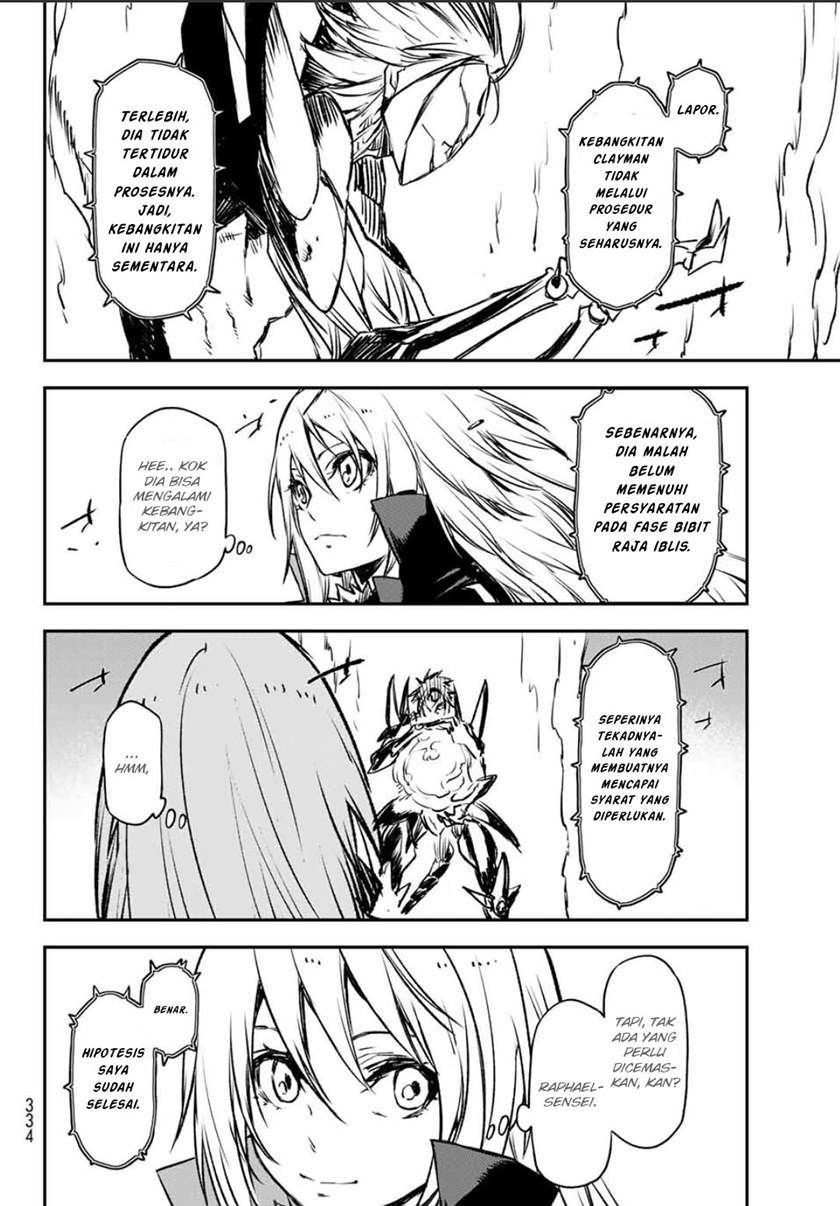 LAPOR.
KEBANGKITAN
CLAYMAN
TIDAK
MELALUI
PROSEDUR
YANG
SEHARUSNYA.
TERLEBIH,
DIA TIDAK
TERTIDUR
DALAM
PROSESNYA.
JADI,
KEBANGKITAN
INI HANYA
SEMENTARA.
SEBENARNYA,
DIA MALAH
BELUM
MEMENUHI
PERSYARATAN
PADA FASE BIBIT
RAJA IBLIS.
HEE.. KOK
DIA BISA
MENGALAMI
KEBANG-
KITAN, YA?
SEPERINYA
TEKADNYA-
LAH YANG
MEMBUATNYA
MENCAPAI
SYARAT YANG
DIPERLUKAN.
...
HMM,
TAPI, TAK
ADA YANG
PERLU
DICEMAS-
KAN, KAN?
RAPHAEL-
SENSEI.
BENAR.
HIPOTESIS
SAYA
SUDAH
SELESAI.
334